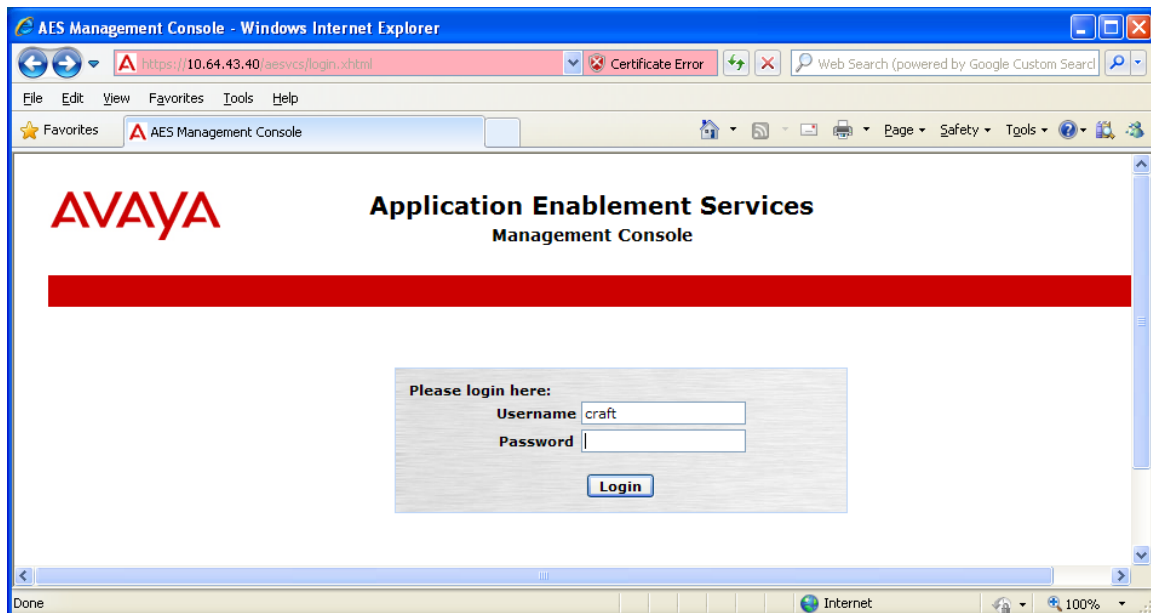 AES Management Console - Windows Internet Explorer
https://10.64.43.40/aesvcs/login.xhtml Certificate Error Web Search (powered by Google Custom Searcl
File Edit View Favorites Tools Help
Favorites AES Management Console Page Safety Tools
AVAYA
Application Enablement Services
Management Console
Please login here:
Username craft
Password
Login
Done Internet 100%